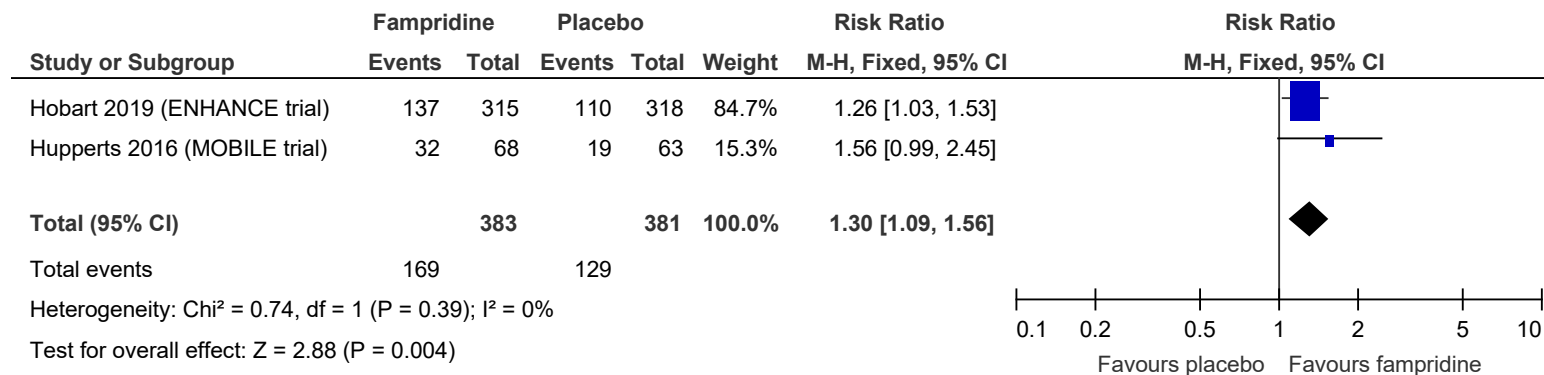 Fampridine Placebo Risk Ratio Risk Ratio
Study or Subgroup Events Total Events Total Weight M-H, Fixed, 95% CI M-H, Fixed, 95% CI
Hobart 2019 (ENHANCE trial) 137 315 110 318 84.7% 1.26 [1.03, 1.53]
Hupperts 2016 (MOBILE trial) 32 68 19 63 15.3% 1.56 [0.99, 2.45]
Total (95% CI) 383 381 100.0% 1.30 [1.09, 1.56]
Total events 169 129
Heterogeneity: Chi² = 0.74, df = 1 (P = 0.39); I² = 0%
Test for overall effect: Z = 2.88 (P = 0.004)
0.1 0.2 0.5 1 2 5 10
Favours placebo Favours fampridine